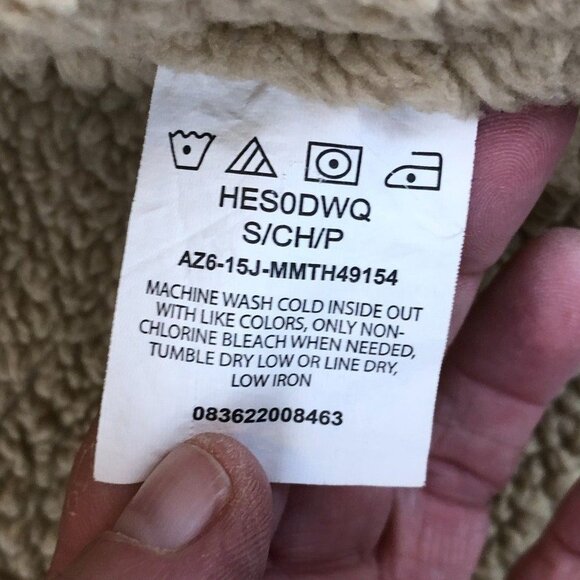 HES0DWQ
S/CH/P
AZ6-15J-MMTH49154
MACHINE WASH COLD INSIDE OUT
WITH LIKE COLORS, ONLY NON-
CHLORINE BLEACH WHEN NEEDED,
TUMBLE DRY LOW OR LINE DRY,
LOW IRON
083622008463